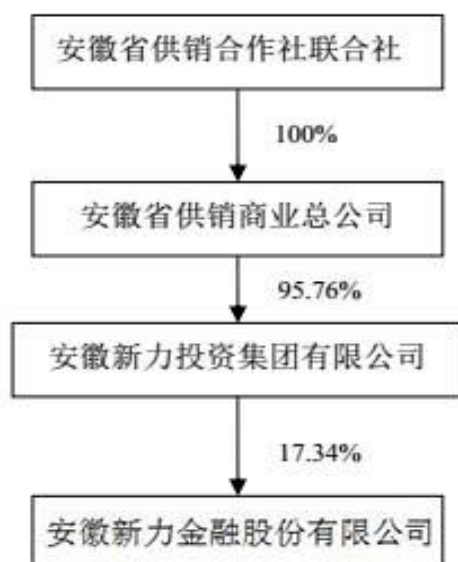 安徽省供销合作社联合社
100%
安徽省供销商业总公司
95.76%
安徽新力投资集团有限公司
17.34%
安徽新力金融股份有限公司